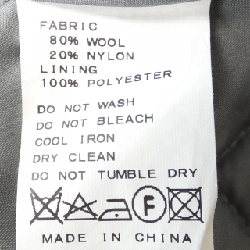 FABRIC
80% WOOL
20% NYLON
LINING
100% POLYESTER
DO NOT WASH
DO NOT BLEACH
COOL IRON
DRY CLEAN
DO NOT TUMBLE DRY
F
MADE IN CHINA